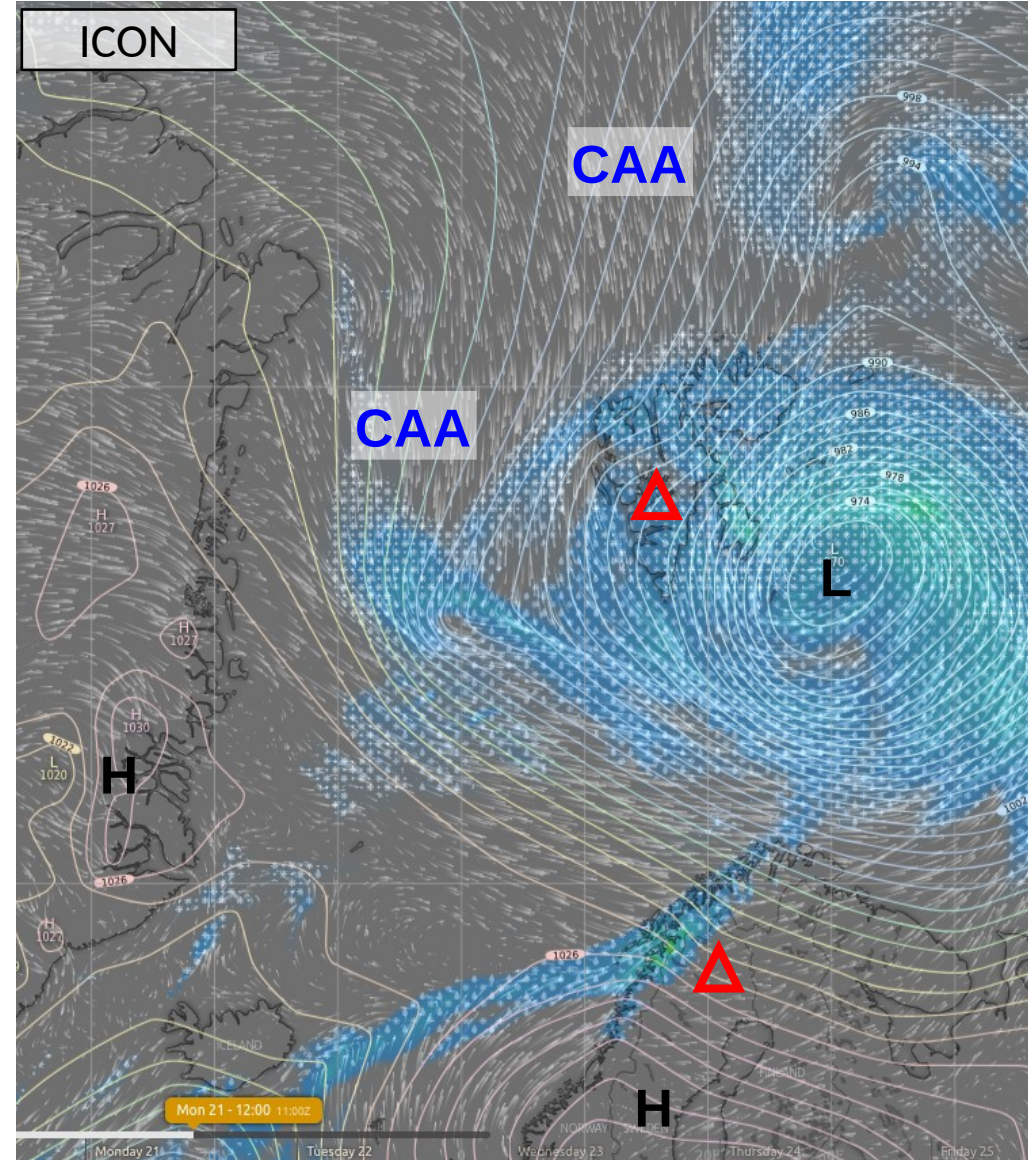 ICON
998
CAA
994
990
CAA
986
982
978
1026
974
H
1027
L
L
H
1027
H
1030
1022
L
1020
H
1002
1026
H
1027
1026
ICELAND
FINLAND
Mon 21 - 12:00 11:00Z
H
NORWAY
SWEDEN
Monday 21
Tuesday 22
Wednesday 23
Thursday 24
Friday 25